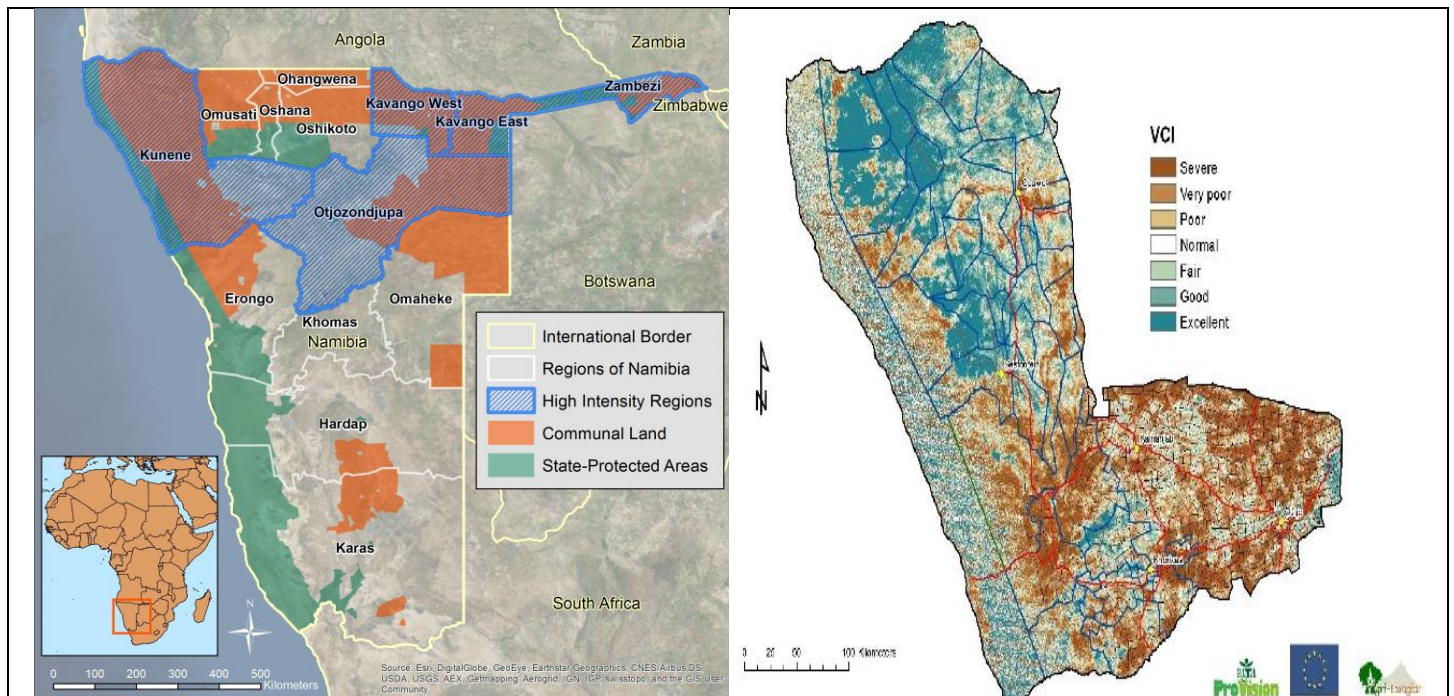 Angola
Zambia
Ohangwena
Omusati
Oshana
Oshikoto
Kavango West
Kavango East
Zambezi
Zimbabwe
Kunene
Otjozondjupa
Botswana
Erongo
Omaheke
Khomas
Namibia
Hardap
Karas
South Africa
International Border
Regions of Namibia
High Intensity Regions
Communal Land
State-Protected Areas
N
0 100 200 300 400 500
Kilometers
Source: Esri, DigitalGlobe, GeoEye, Earthstar Geographics, CNES/Airbus DS,
USDA, USGS, AEX, Getmapping, Aerogrid, IGN, IGP, swisstopo, and the GIS User
Community
VCI
Severe
Very poor
Poor
Normal
Fair
Good
Excellent
Kamanjab
N
0 25 50 100 Kilometers